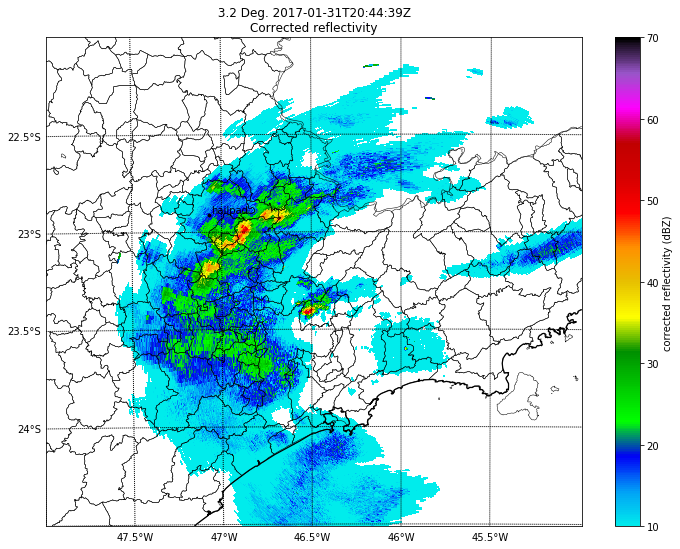 3.2 Deg. 2017-01-31T20:44:39Z
Corrected reflectivity
22.5°S
23°S
23.5°S
24°S
47.5°W
47°W
46.5°W
46°W
45.5°W
70
60
50
40
30
20
10
corrected reflectivity (dBZ)